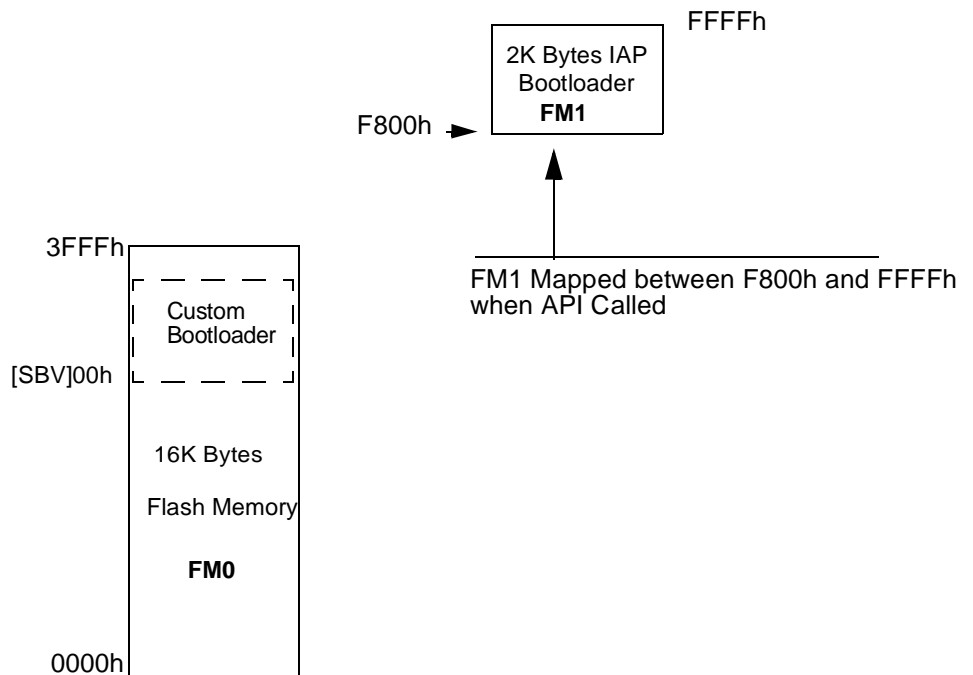 FFFFh
2K Bytes IAP
Bootloader
FM1
F800h
3FFFh
FM1 Mapped between F800h and FFFFh
when API Called
Custom
Bootloader
[SBV]00h
16K Bytes
Flash Memory
FM0
0000h